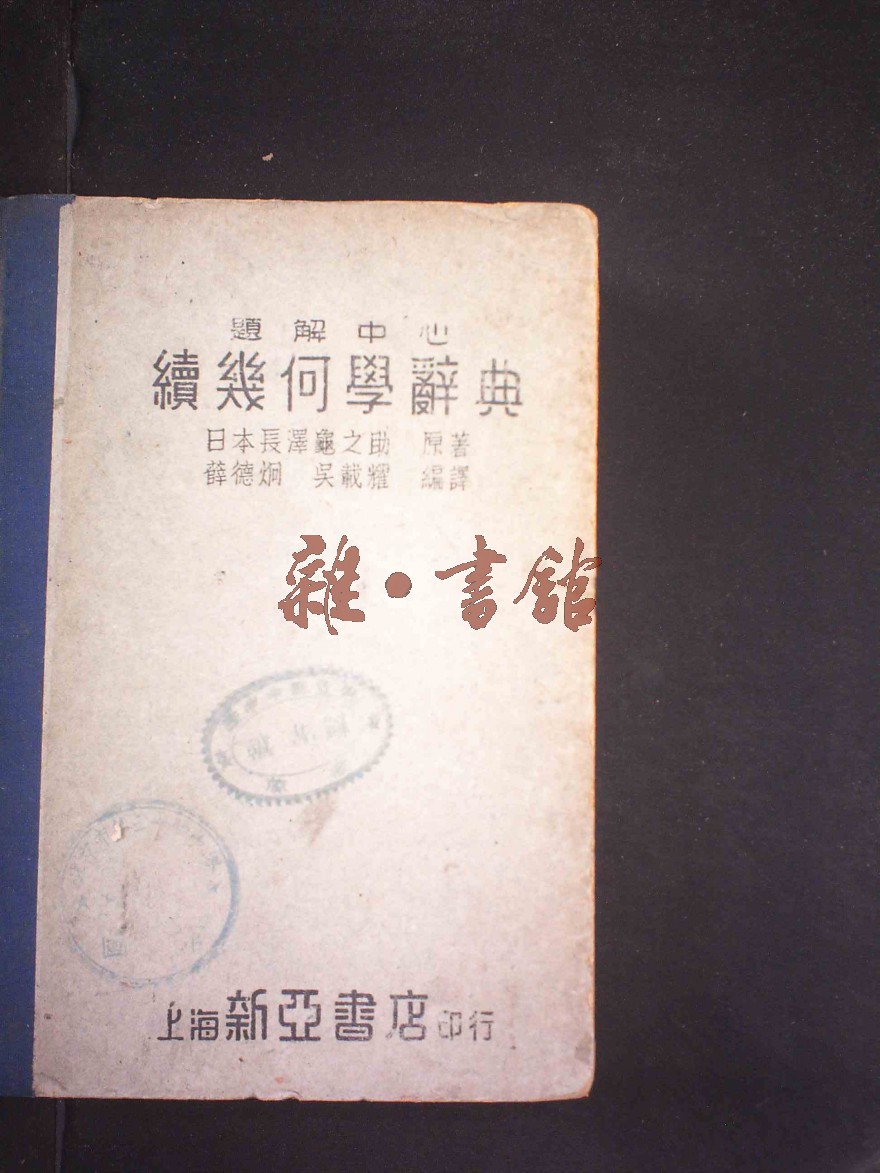 題解中心
續幾何學辭典
日本長澤龜之助 原著
薛德炯 吳載耀 編譯
雜·書館
上海新亞書店印行